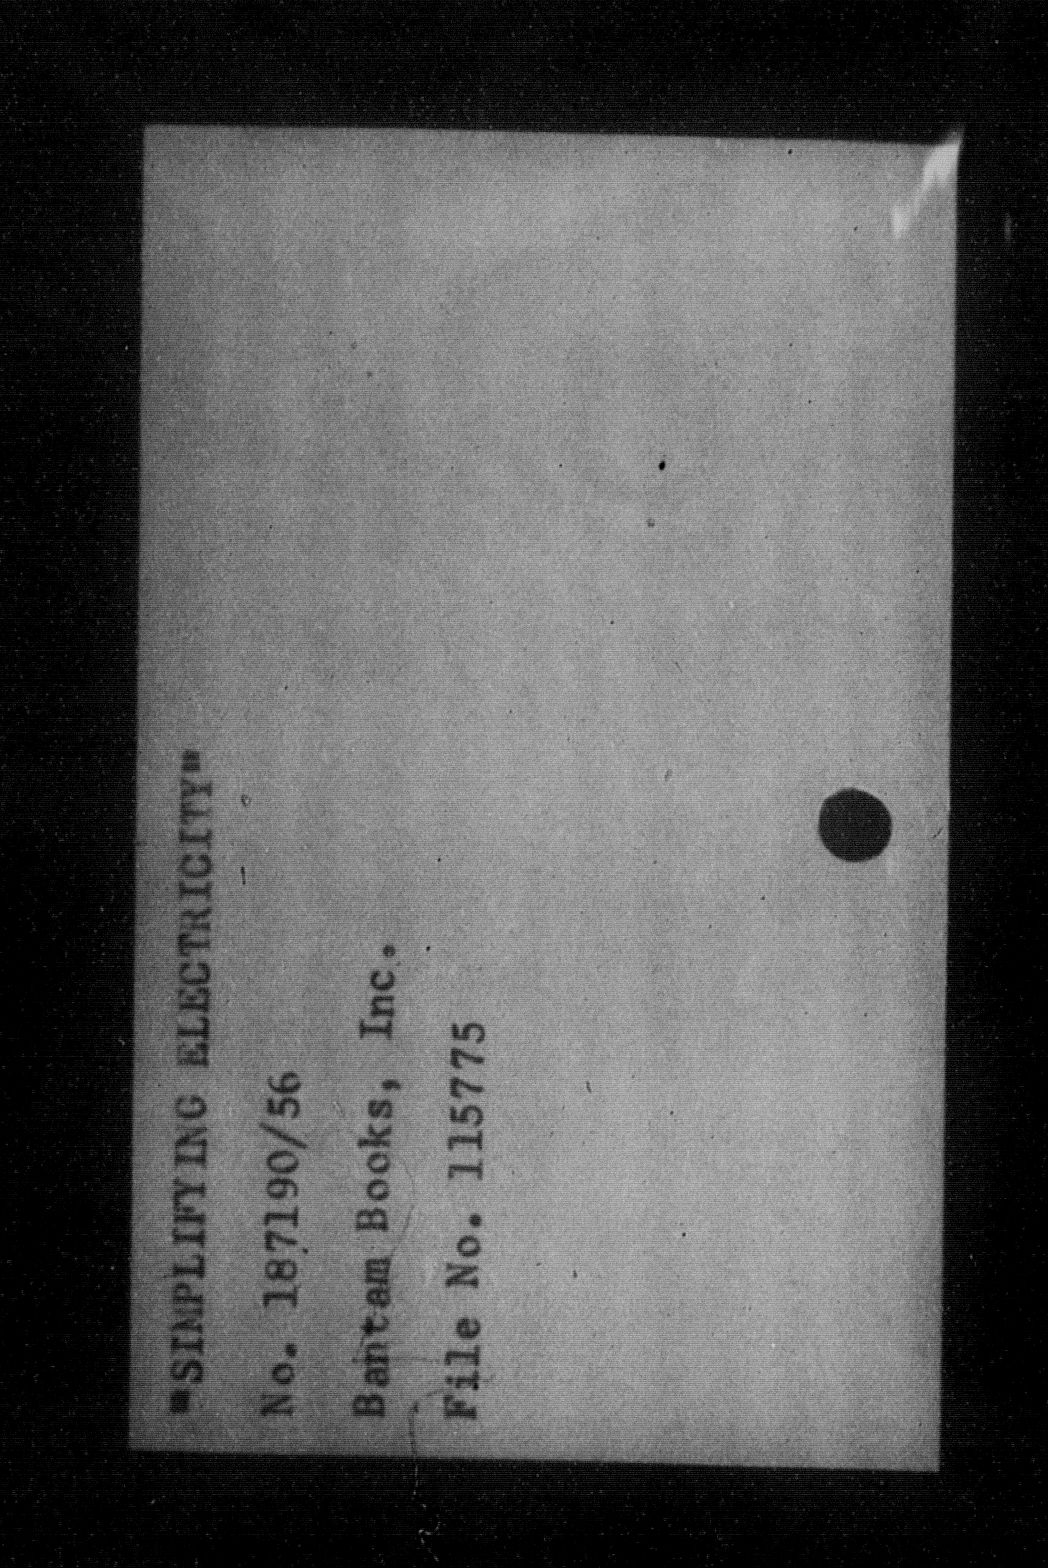 "SIMPLIFYING ELECTRICITY"
No. 187190/56
Bantam Books, Inc.
File No. 115775